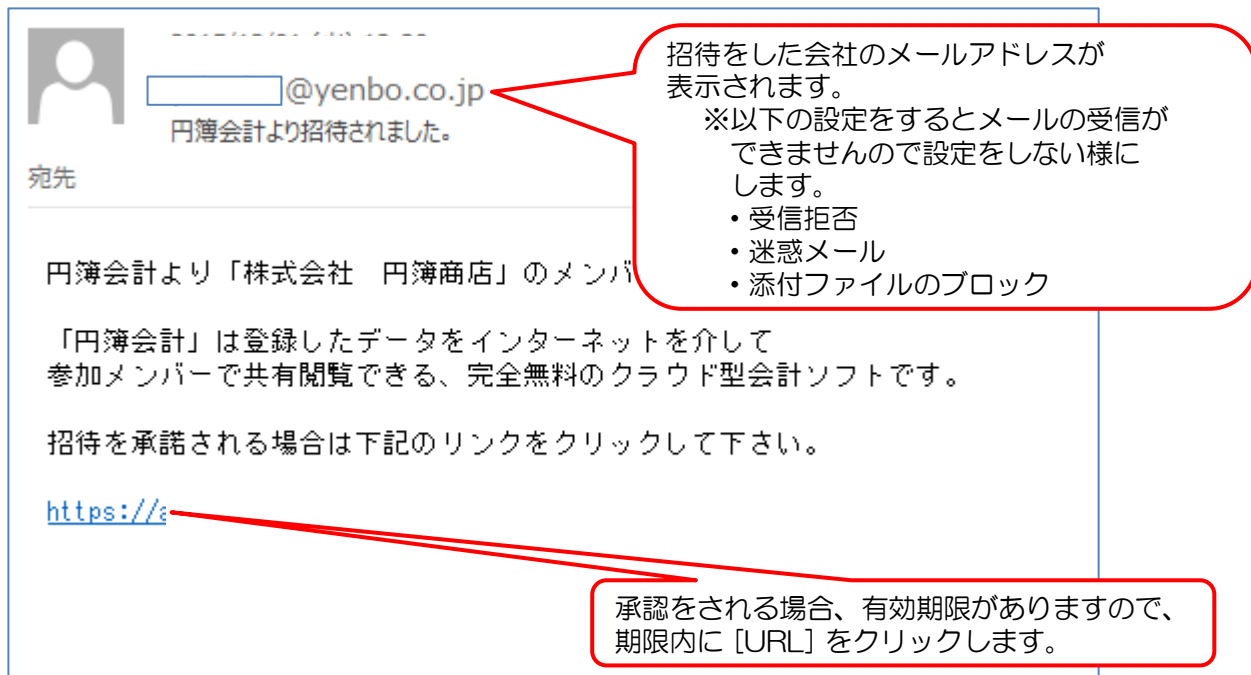 @yenbo.co.jp
円簿会計より招待されました。
宛先
招待をした会社のメールアドレスが
表示されます。
※以下の設定をするとメールの受信が
できませんので設定をしない様に
します。
・受信拒否
・迷惑メール
・添付ファイルのブロック
円簿会計より「株式会社　円簿商店」のメンバ
「円簿会計」は登録したデータをインターネットを介して
参加メンバーで共有閲覧できる、完全無料のクラウド型会計ソフトです。
招待を承諾される場合は下記のリンクをクリックして下さい。
https://a
承認をされる場合、有効期限がありますので、
期限内に［URL］をクリックします。